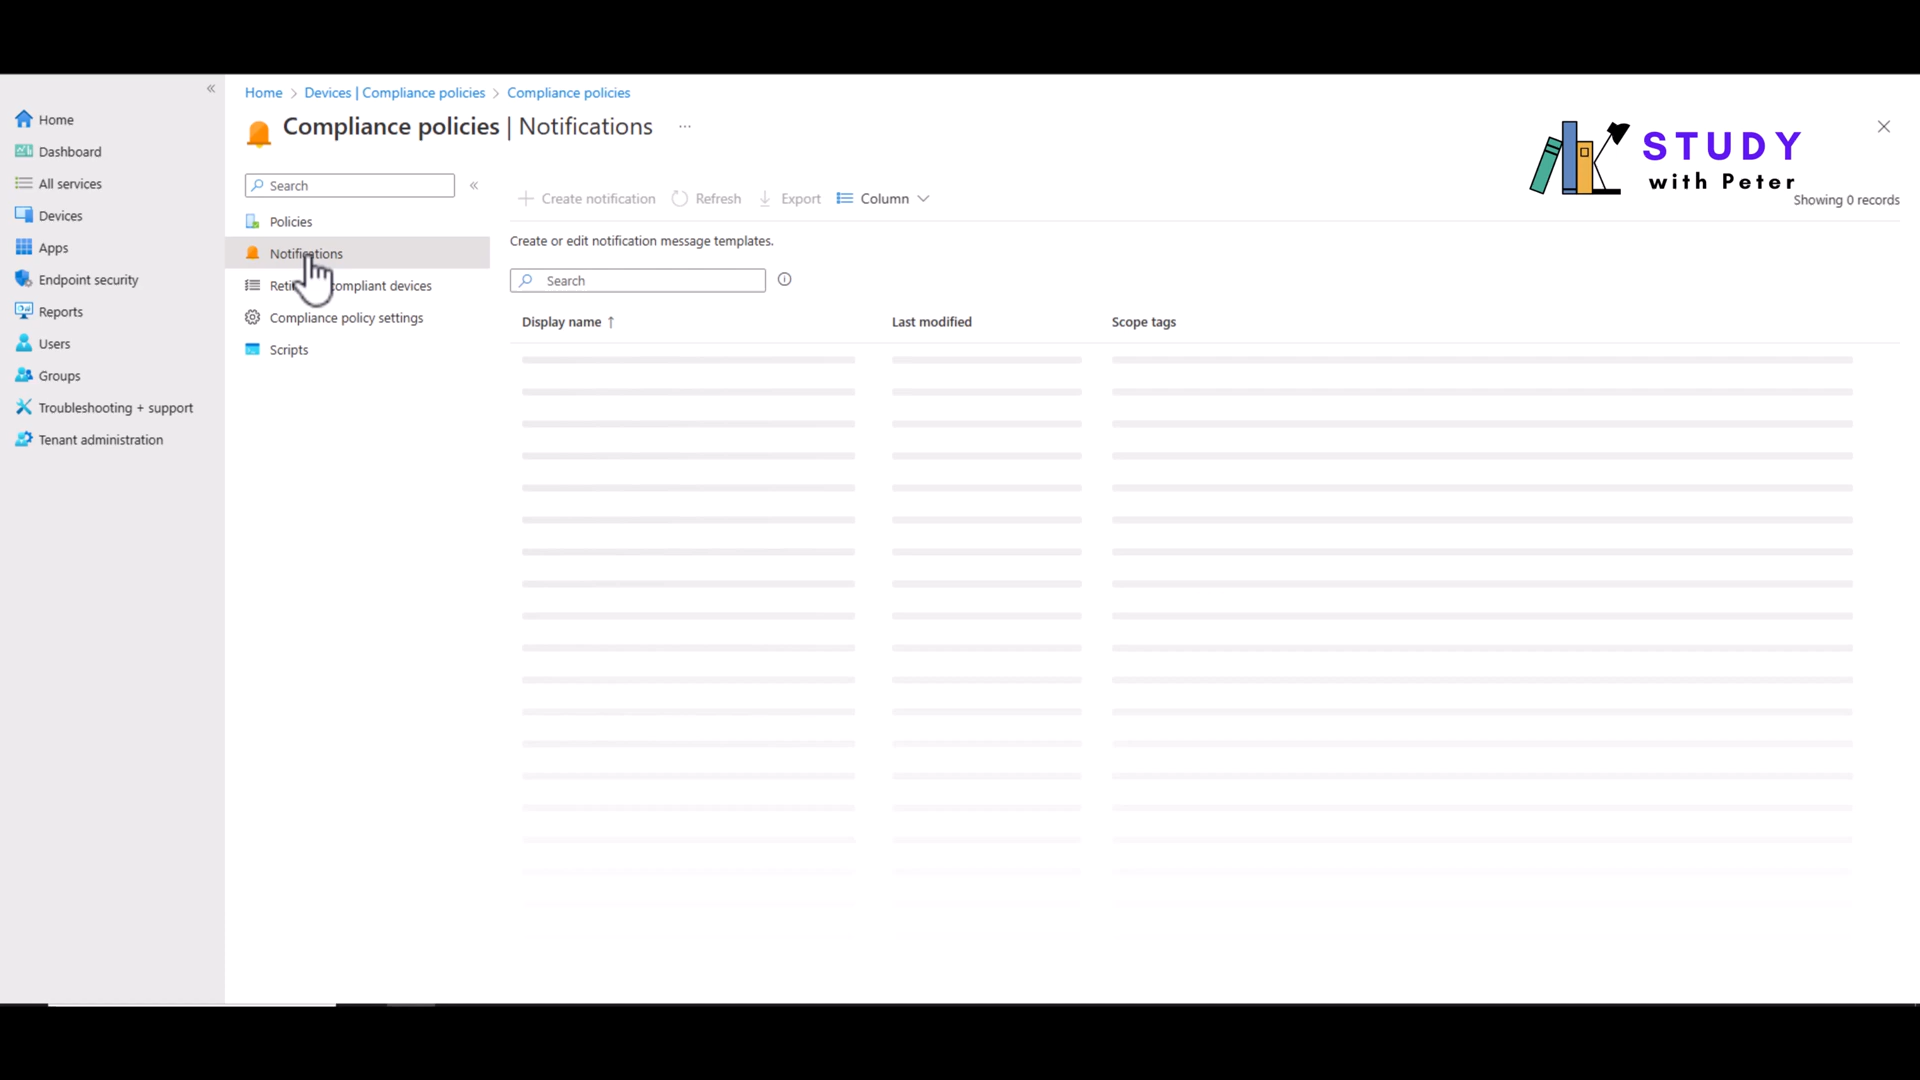 Home > Devices | Compliance policies > Compliance policies
Compliance policies | Notifications ...
STUDY
with Peter
Home
Dashboard
All services
Devices
Apps
Endpoint security
Reports
Users
Groups
Troubleshooting + support
Tenant administration
Search
Policies
Notifications
Reti compliant devices
Compliance policy settings
Scripts
Create notification Refresh Export Column
Showing 0 records
Create or edit notification message templates.
Search
Display name ↑ Last modified Scope tags